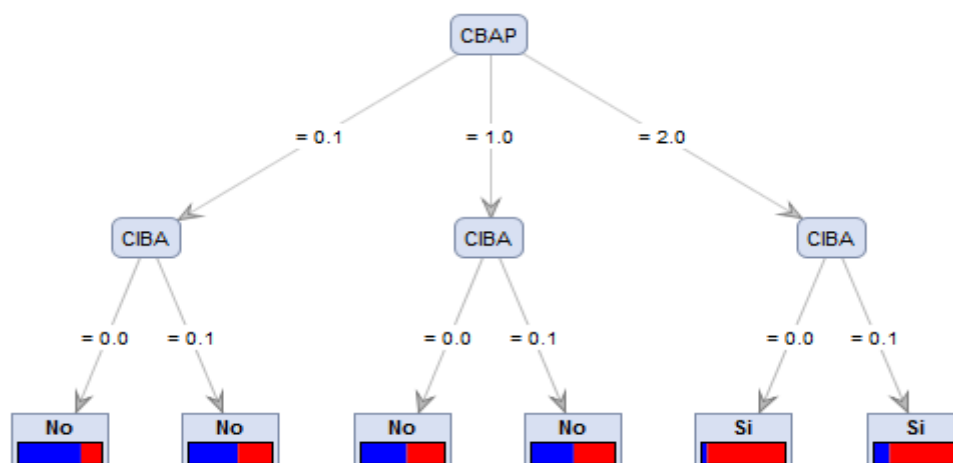 CBAP
= 0.1 = 1.0 = 2.0
CIBA CIBA CIBA
= 0.0 = 0.1 = 0.0 = 0.1 = 0.0 = 0.1
No No No No Si Si